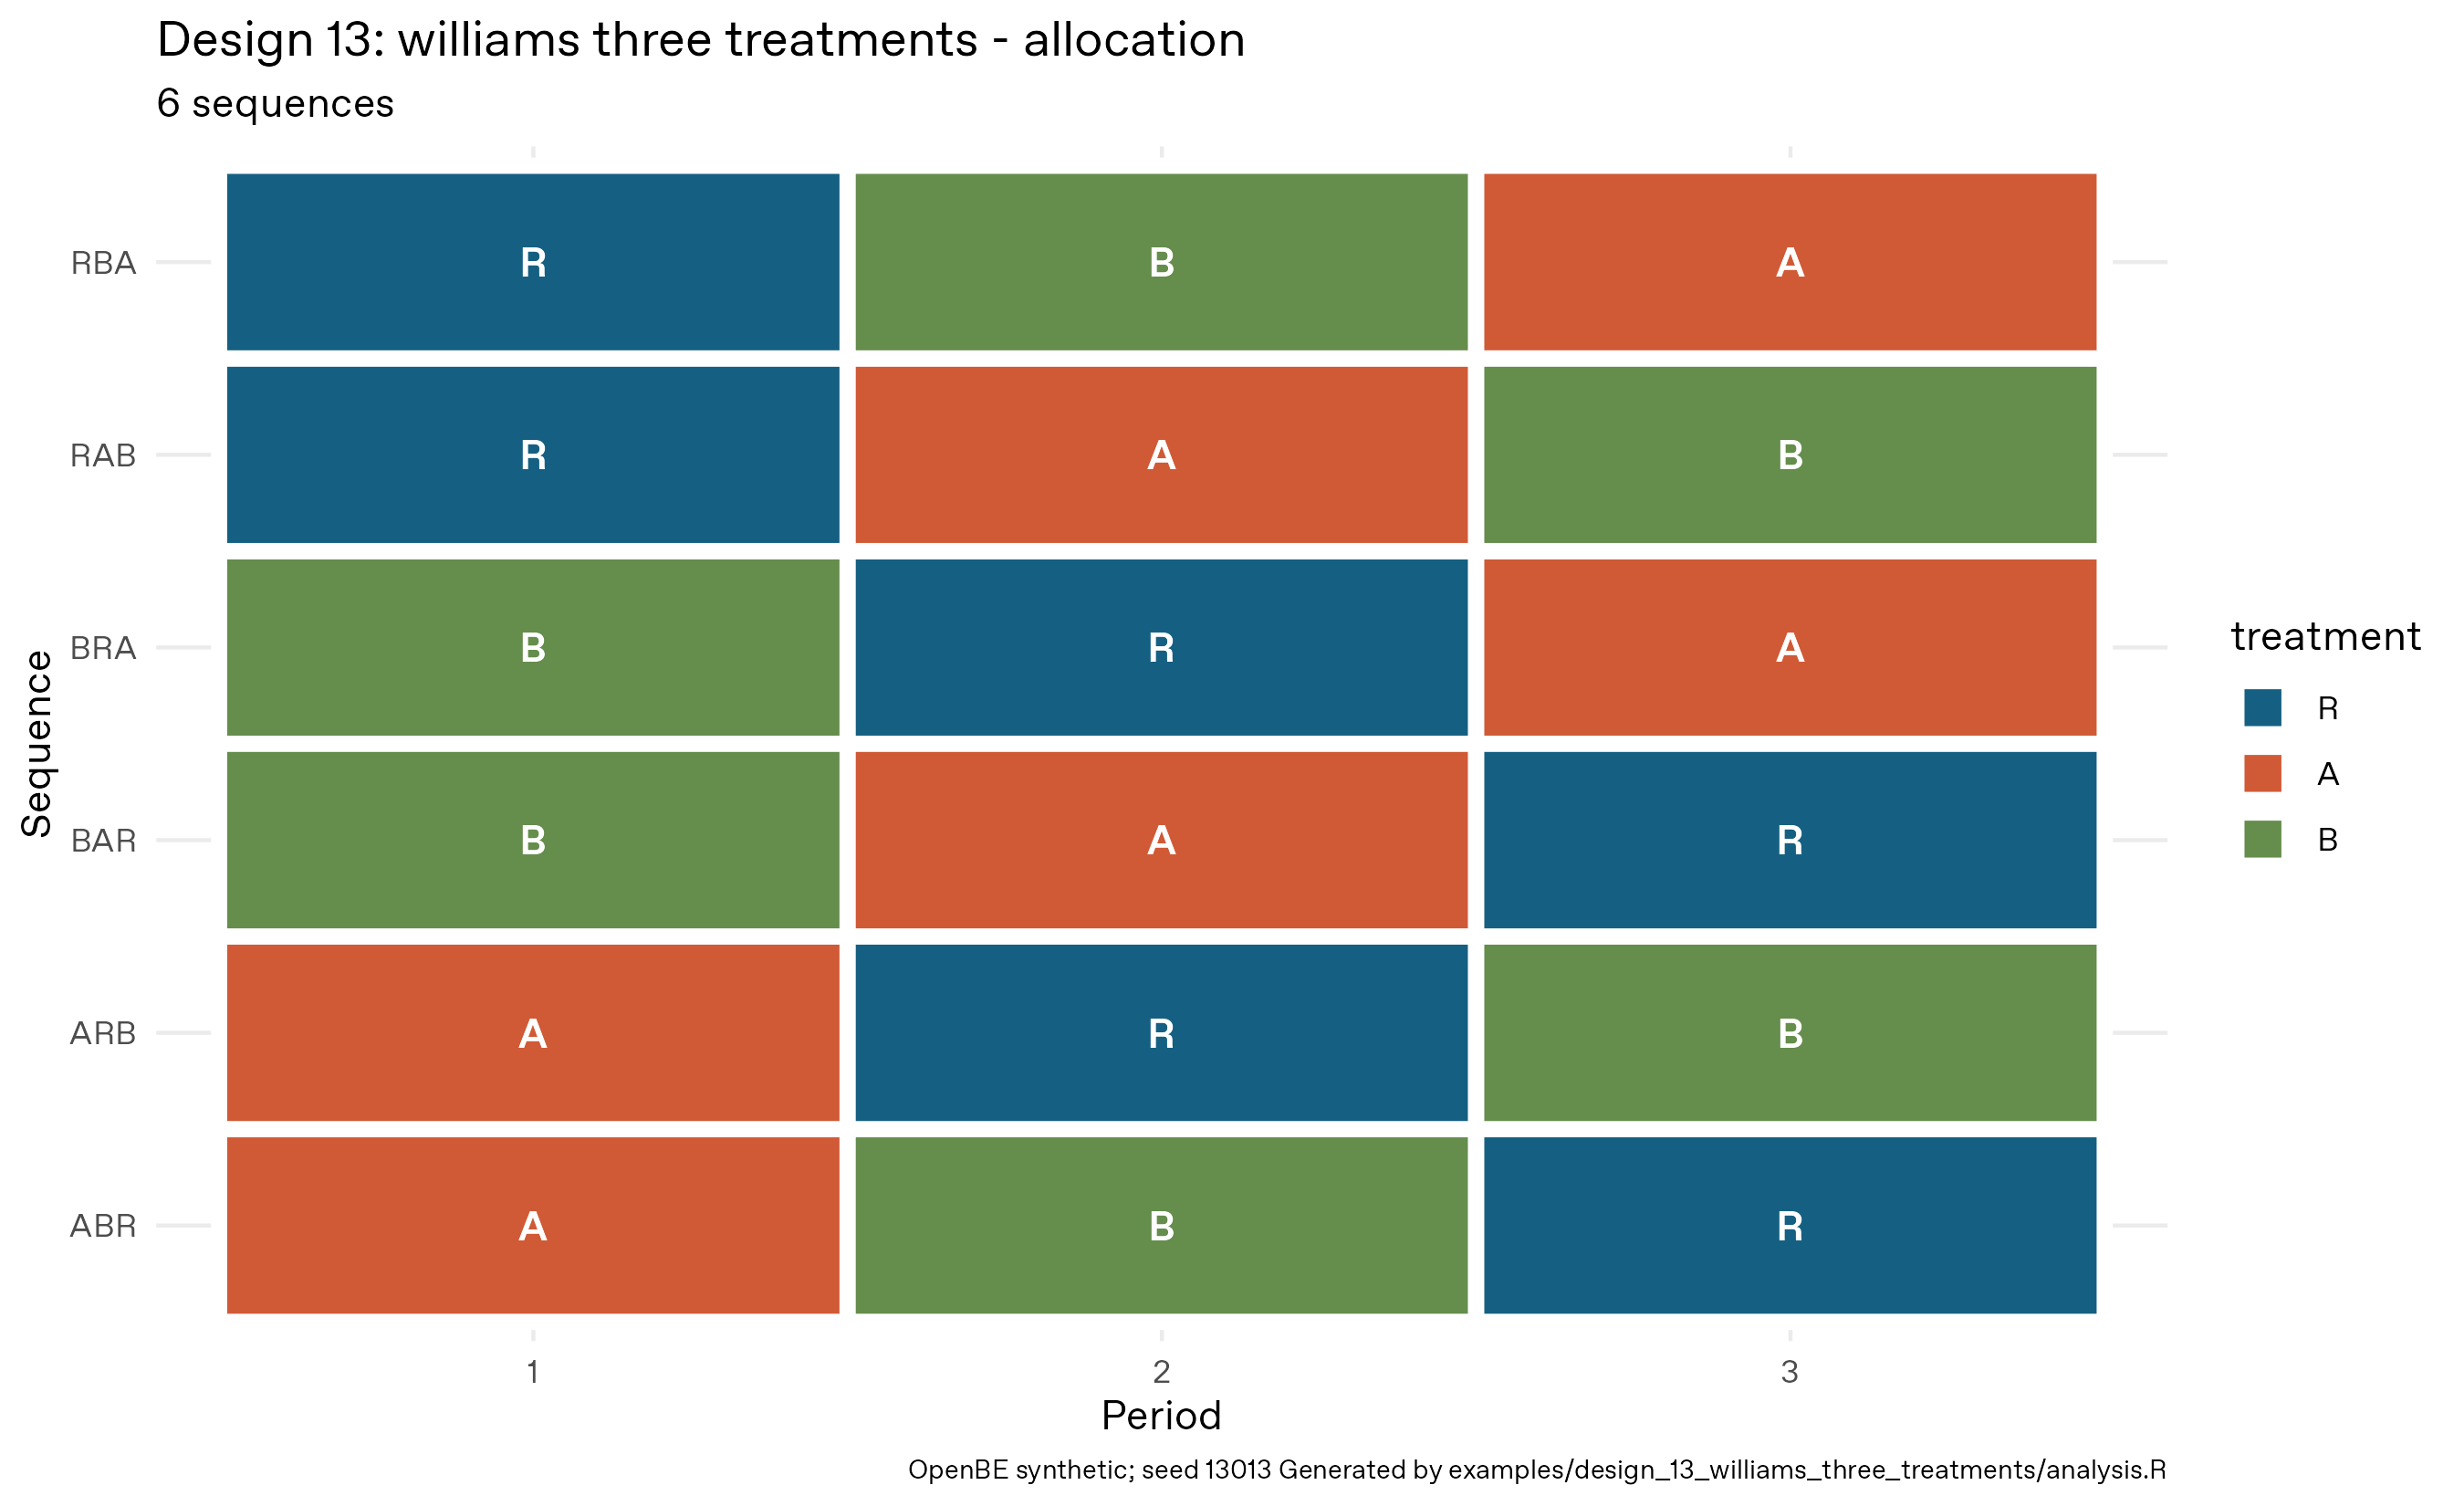 Design 13: williams three treatments - allocation
6 sequences
RBA R B A
RAB R A B
BRA B R A
BAR B A R
ARB A R B
ABR A B R
Sequence
1 2 3
Period
treatment
R
A
B
OpenBE synthetic; seed 13013 Generated by examples/design_13_williams_three_treatments/analysis.R